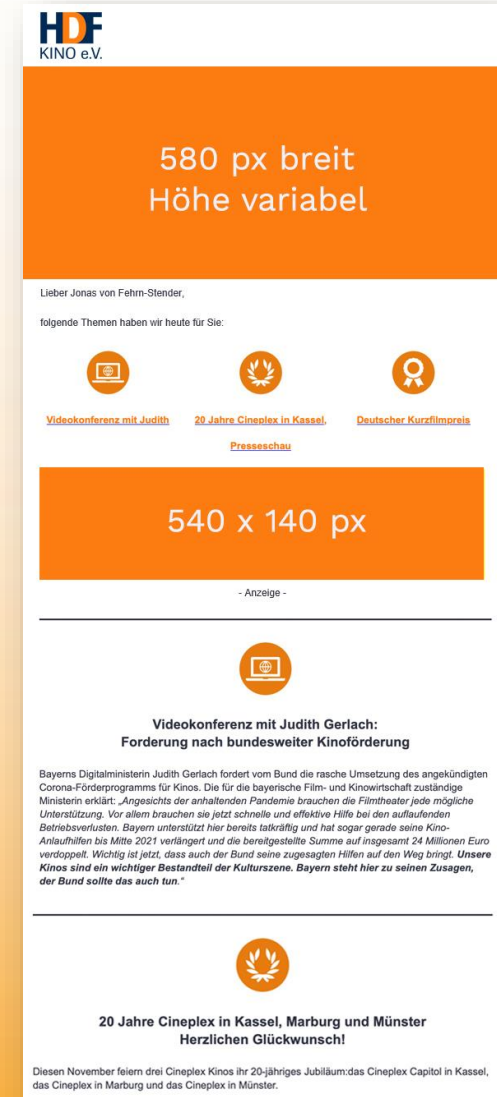 HDF
KINO e.V.
580 px breit
Höhe variabel
Lieber Jonas von Fehrn-Stender,
folgende Themen haben wir heute für Sie:
Videokonferenz mit Judith
20 Jahre Cineplex in Kassel,
Presseschau
Deutscher Kurzfilmpreis
540 x 140 px
- Anzeige -
Videokonferenz mit Judith Gerlach:
Forderung nach bundesweiter Kinoförderung
Bayerns Digitalministerin Judith Gerlach fordert vom Bund die rasche Umsetzung des angekündigten
Corona-Förderprogramms für Kinos. Die für die bayerische Film- und Kinowirtschaft zuständige
Ministerin erklärt: „Angesichts der anhaltenden Pandemie brauchen die Filmtheater jede mögliche
Unterstützung. Vor allem brauchen sie jetzt schnelle und effektive Hilfe bei den auflaufenden
Betriebsverlusten. Bayern unterstützt hier bereits tatkräftig und hat sogar gerade seine Kino-
Anlaufhilfen bis Mitte 2021 verlängert und die bereitgestellte Summe auf insgesamt 24 Millionen Euro
verdoppelt. Wichtig ist jetzt, dass auch der Bund seine zugesagten Hilfen auf den Weg bringt. Unsere
Kinos sind ein wichtiger Bestandteil der Kulturszene. Bayern steht hier zu seinen Zusagen,
der Bund sollte das auch tun."
20 Jahre Cineplex in Kassel, Marburg und Münster
Herzlichen Glückwunsch!
Diesen November feiern drei Cineplex Kinos ihr 20-jähriges Jubiläum:das Cineplex Capitol in Kassel,
das Cineplex in Marburg und das Cineplex in Münster.